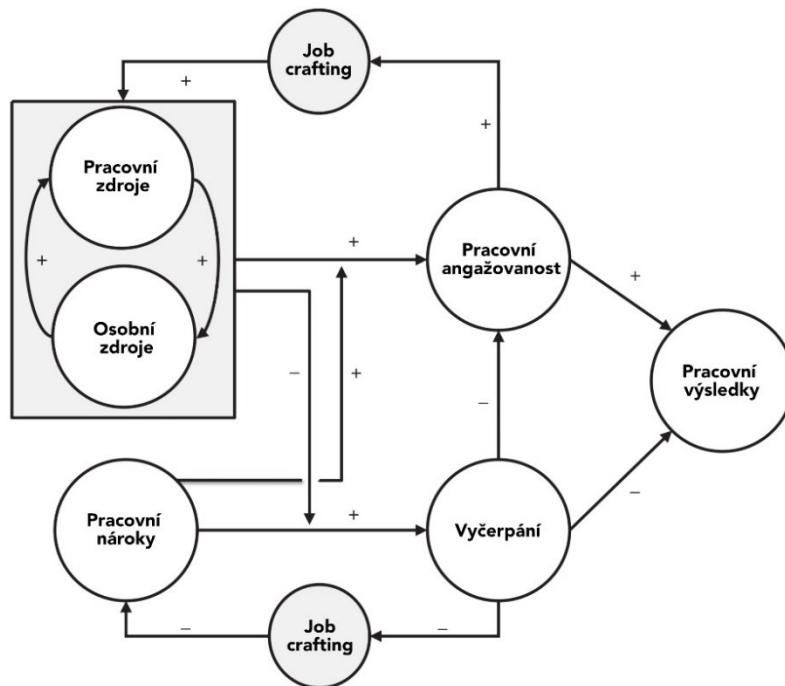 Job
crafting
+
+
Pracovní
zdroje
+
+
+
Pracovní
angažovanost
+
Osobní
zdroje
−
+
−
Pracovní
výsledky
Pracovní
nároky
+
Vyčerpání
−
−
Job
crafting
−